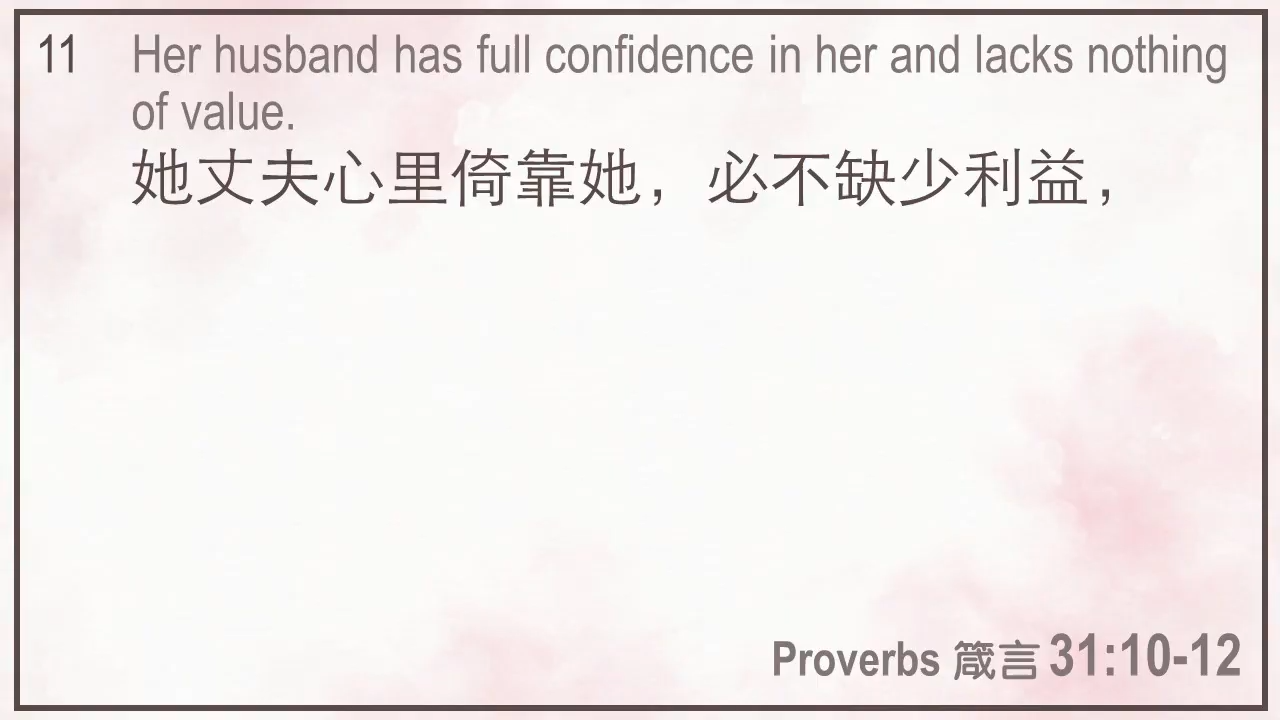 11 Her husband has full confidence in her and lacks nothing
of value.
她丈夫心里倚靠她，必不缺少利益，
Proverbs 箴言 31:10-12